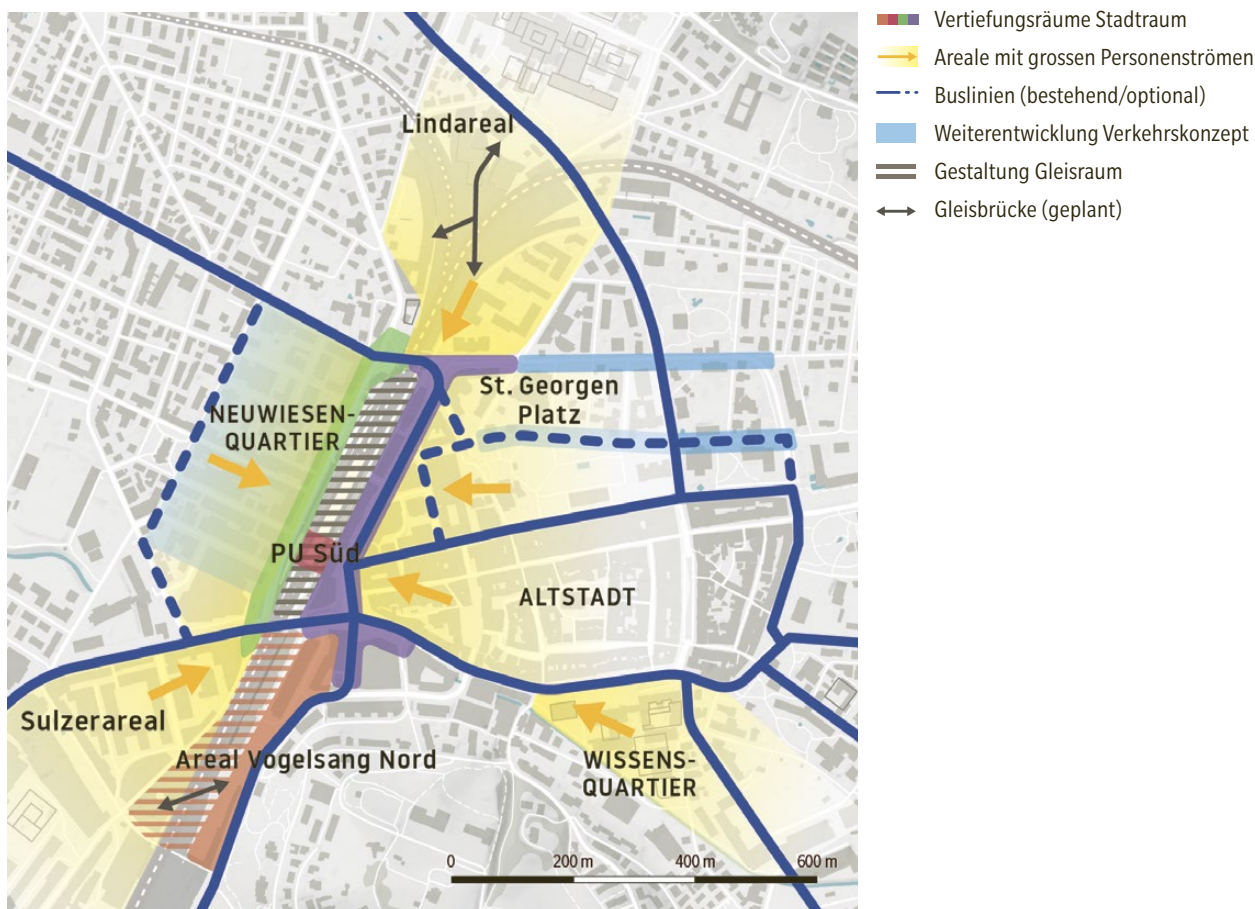 Vertiefungsräume Stadtraum
Areale mit grossen Personenströmen
Buslinien (bestehend/optional)
Weiterentwicklung Verkehrskonzept
Gestaltung Gleisraum
Gleisbrücke (geplant)
Lindareal
St. Georgen
Platz
NEUWIESEN-
QUARTIER
PU Süd
ALTSTADT
Sulzerareal
Areal Vogelsang Nord
WISSENS-
QUARTIER
0 200 m 400 m 600 m